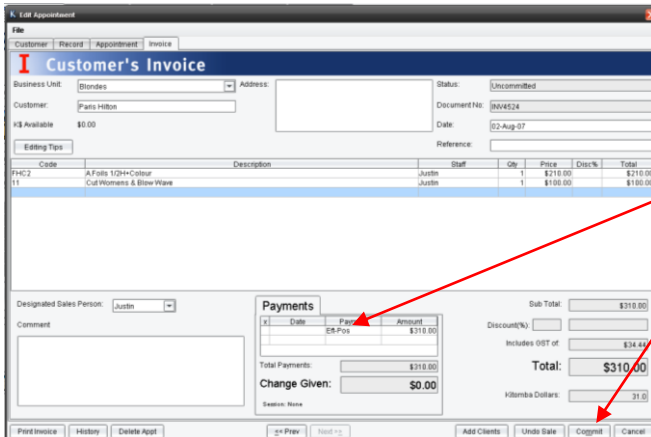 Edit Appointment
File
Customer Record Appointment Invoice
I Customer's Invoice
Business Unit: Blondes Address: Status: Uncommitted
Customer: Paris Hilton Document No: INV4524
K$ Available $0.00 Date: 02-Aug-07
Editing Tips Reference:
Code Description Staff Qty Price Disc% Total
FHC2 A.Foils 1/2H+Colour Justin 1 $210.00 $210.00
11 Cut Womens & Blow Wave Justin 1 $100.00 $100.00
Designated Sales Person: Justin Payments Sub Total: $310.00
Comment x Date Paym Amount Discount(%):
Eft-Pos $310.00
Includes GST of: $34.44
Total Payments: $310.00 Total: $310.00
Change Given: $0.00
Session: None Kitomba Dollars: 31.0
Print Invoice History Delete Appt << Prev Next >> Add Clients Undo Sale Commit Cancel